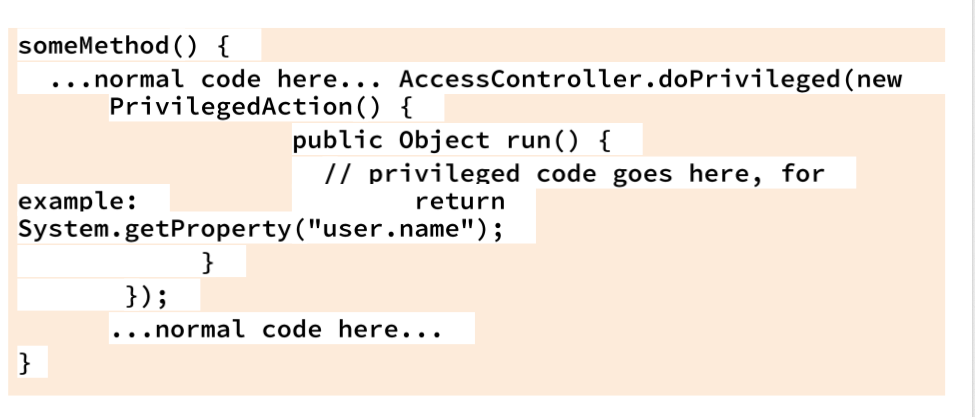 someMethod() {
...normal code here... AccessController.doPrivileged(new
PrivilegedAction() {
public Object run() {
// privileged code goes here, for
example: return
System.getProperty("user.name");
}
});
...normal code here...
}